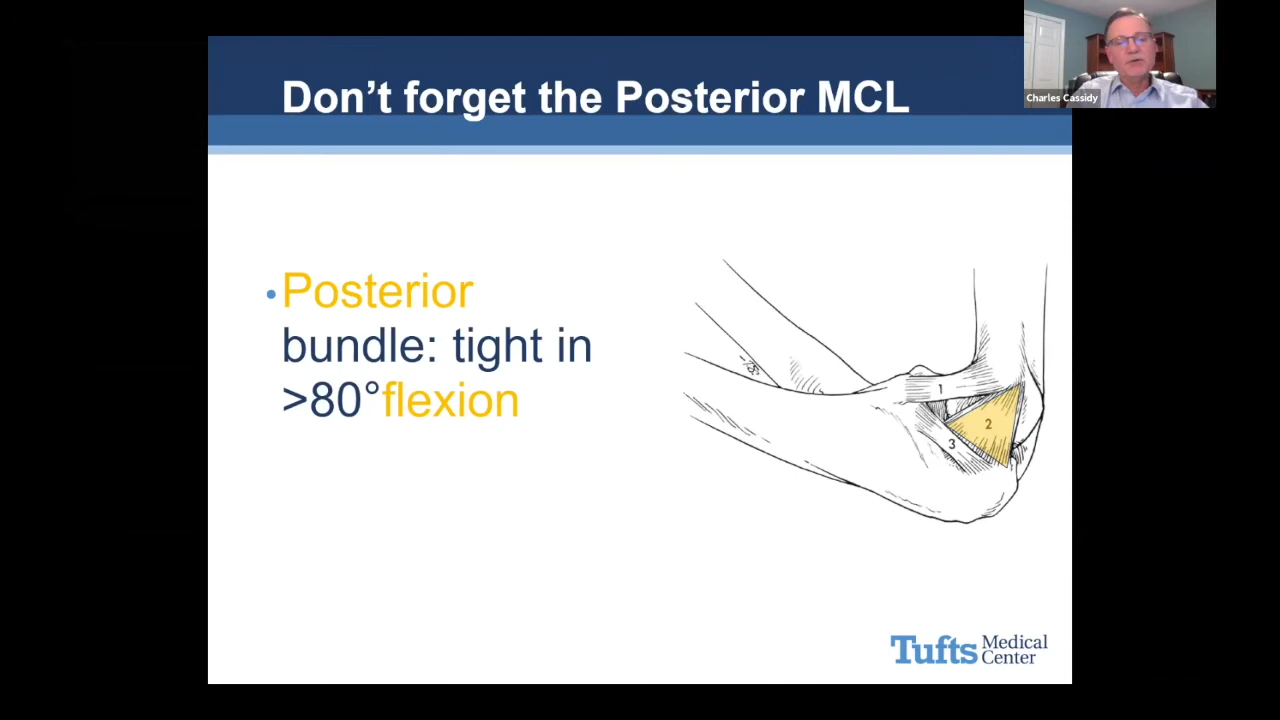 Don't forget the Posterior MCL
Charles Cassidy
• Posterior
bundle: tight in
>80°flexion
1
2
3
Tufts Medical
Center